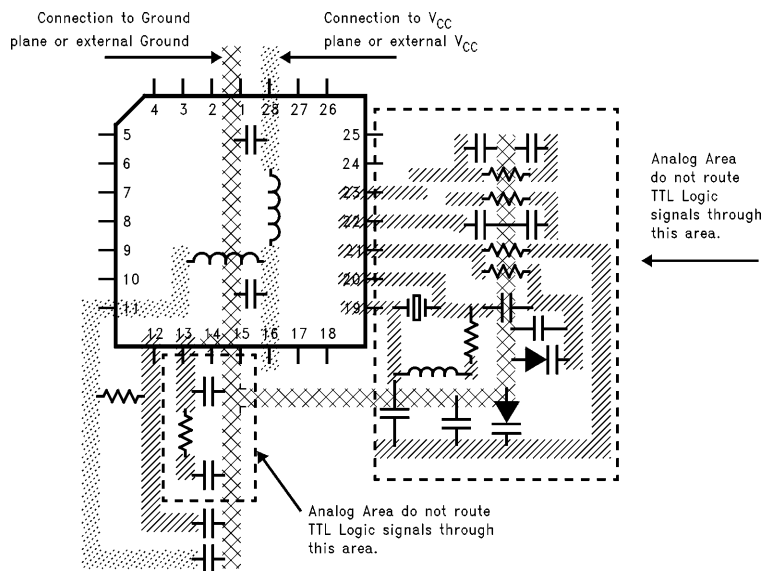 Connection to Ground
plane or external Ground
Connection to VCC
plane or external VCC
4 3 2 1 28 27 26
5
6
7
8
9
10
11
25
24
23
22
21
20
19
12 13 14 15 16 17 18
Analog Area
do not route
TTL Logic
signals through
this area.
Analog Area do not route
TTL Logic signals through
this area.